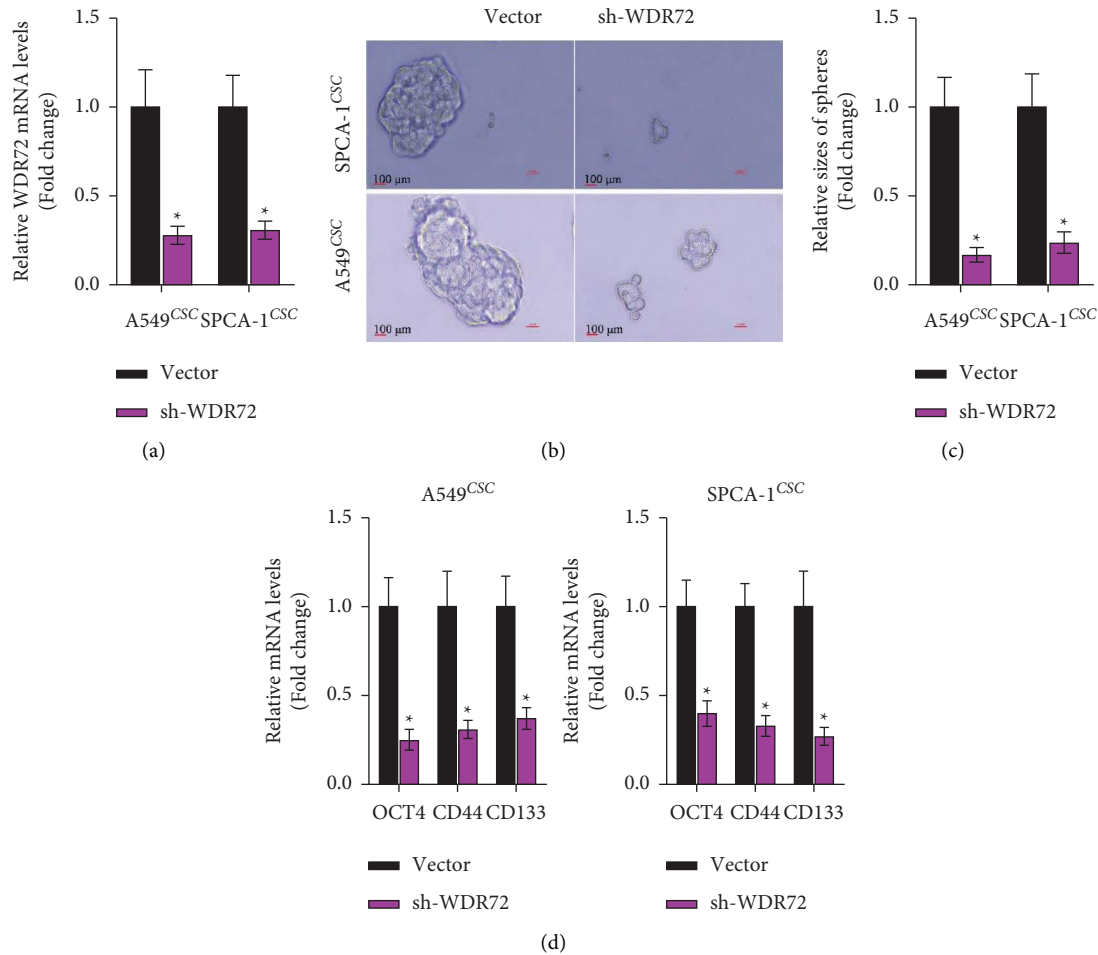 Relative WDR72 mRNA levels
(Fold change)
1.5
1.0
0.5
0.0
*
*
A549CSC SPCA-1CSC
Vector
sh-WDR72
(a)
Vector
sh-WDR72
SPCA-1CSC
100 μm
100 μm
A549CSC
100 μm
100 μm
(b)
Relative sizes of spheres
(Fold change)
1.5
1.0
0.5
0.0
*
*
A549CSC SPCA-1CSC
Vector
sh-WDR72
(c)
A549CSC
Relative mRNA levels
(Fold change)
1.5
1.0
0.5
0.0
*
*
*
OCT4 CD44 CD133
Vector
sh-WDR72
SPCA-1CSC
Relative mRNA levels
(Fold change)
1.5
1.0
0.5
0.0
*
*
*
OCT4 CD44 CD133
Vector
sh-WDR72
(d)